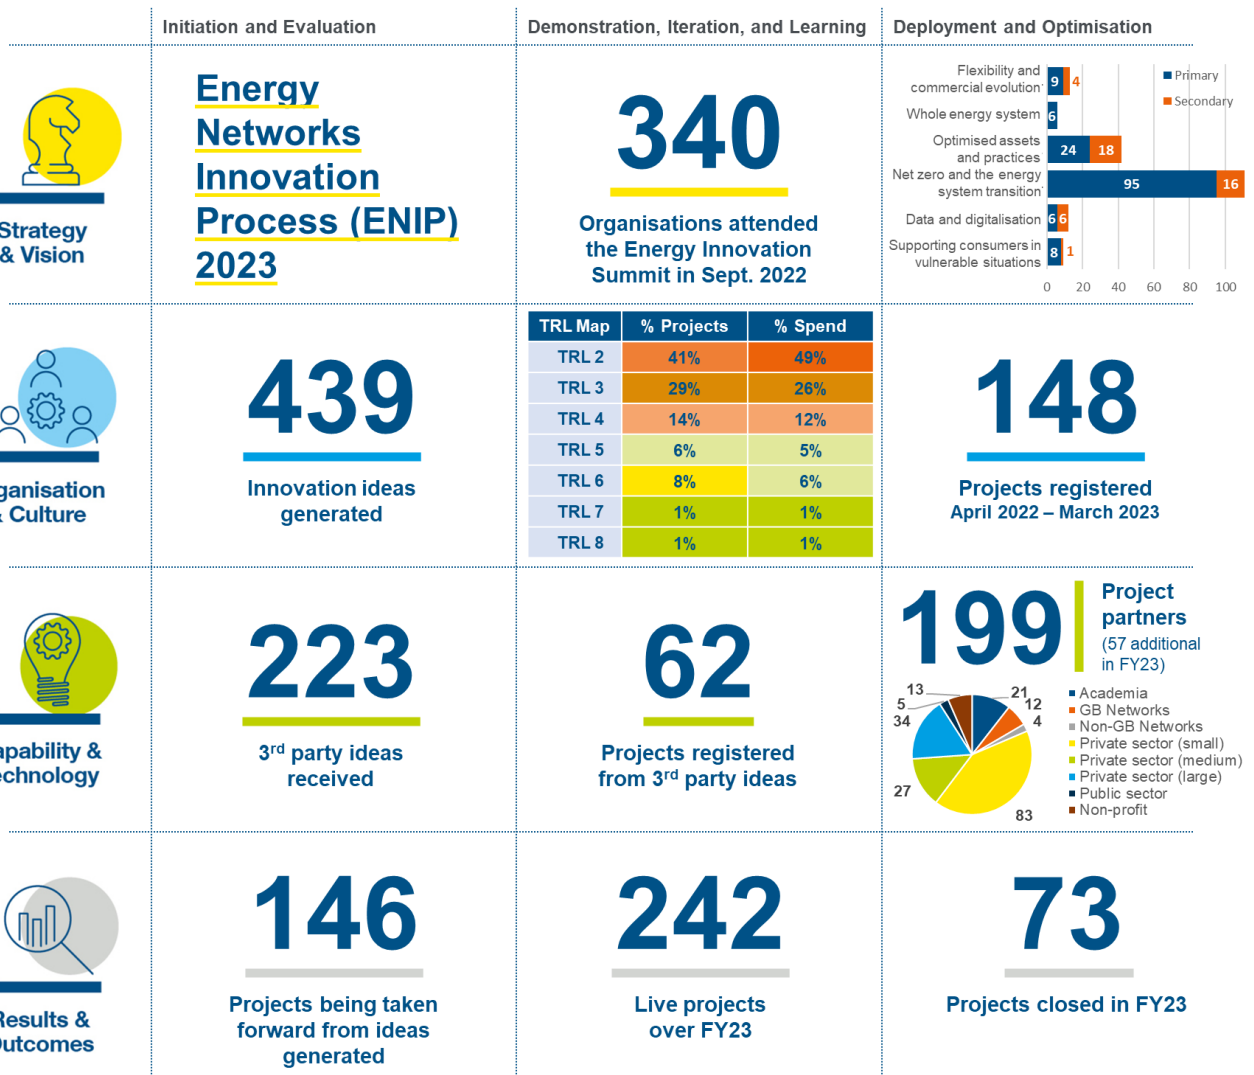 Initiation and Evaluation
Demonstration, Iteration, and Learning
Deployment and Optimisation
Strategy
& Vision
Energy
Networks
Innovation
Process (ENIP)
2023
340
Organisations attended
the Energy Innovation
Summit in Sept. 2022
Flexibility and
commercial evolution
9 4
Whole energy system
6
Optimised assets
and practices
24 18
Net zero and the energy
system transition
95 16
Data and digitalisation
6 6
Supporting consumers in
vulnerable situations
8 1
0 20 40 60 80 100
Primary
Secondary
ganisation
& Culture
439
Innovation ideas
generated
TRL Map % Projects % Spend
TRL 2 41% 49%
TRL 3 29% 26%
TRL 4 14% 12%
TRL 5 6% 5%
TRL 6 8% 6%
TRL 7 1% 1%
TRL 8 1% 1%
148
Projects registered
April 2022 – March 2023
apability &
echnology
223
3rd party ideas
received
62
Projects registered
from 3rd party ideas
199
Project
partners
(57 additional
in FY23)
13
5
34
27
83
21
12
4
Academia
GB Networks
Non-GB Networks
Private sector (small)
Private sector (medium)
Private sector (large)
Public sector
Non-profit
Results &
Outcomes
146
Projects being taken
forward from ideas
generated
242
Live projects
over FY23
73
Projects closed in FY23